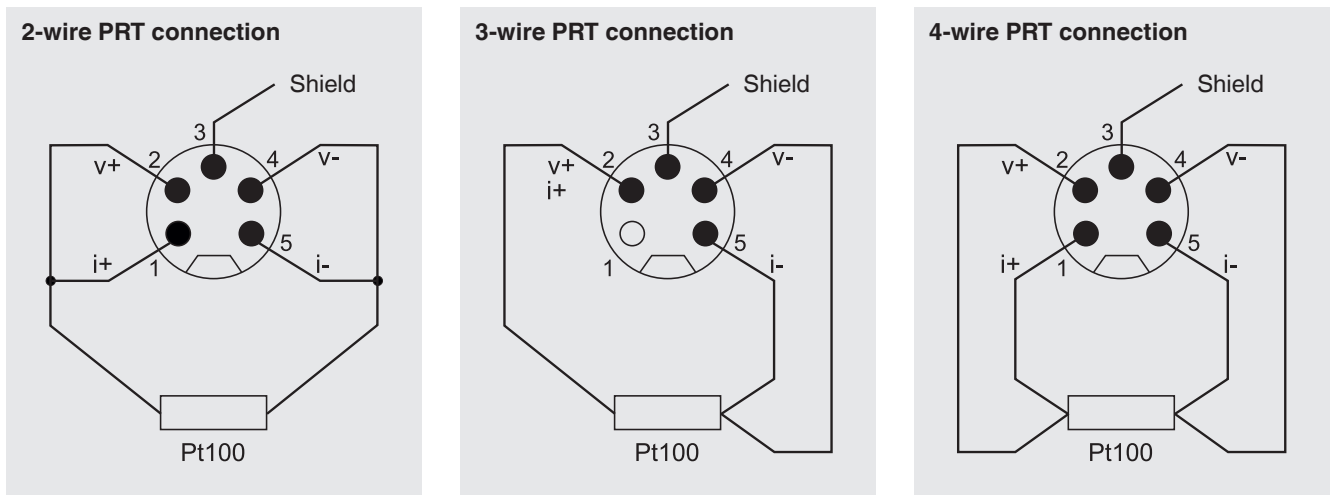 2-wire PRT connection
Shield
3
v+ 2 4 v-
i+ 1 5 i-
Pt100
3-wire PRT connection
Shield
3
v+ 2 4 v-
i+
1 5 i-
Pt100
4-wire PRT connection
Shield
3
v+ 2 4 v-
i+ 1 5 i-
Pt100